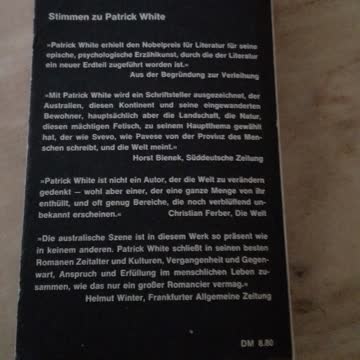 Stimmen zu Patrick White
»Patrick White erhielt den Nobelpreis für Literatur für seine
epische, psychologische Erzählkunst, durch die der Literatur
ein neuer Erdteil zugeführt worden ist.«
Aus der Begründung zur Verleihung
»Mit Patrick White wird ein Schriftsteller ausgezeichnet, der
Australien, diesen Kontinent und seine eingewanderten
Bewohner, hauptsächlich aber die Landschaft, die Natur,
diesen mächtigen Fetisch, zu seinem Hauptthema gewählt
hat, der wie Svevo, wie Pavese von der Provinz des Men-
schen schreibt, und die Welt meint.«
Horst Bienek, Süddeutsche Zeitung
»Patrick White ist nicht ein Autor, der die Welt zu verändern
gedenkt — wohl aber einer, der eine ganze Menge von ihr
enthüllt, und oft genug Bereiche, die noch verblüffend un-
bekannt erscheinen.« Christian Ferber, Die Welt
»Die australische Szene ist in diesem Werk so präsent wie
in keinem anderen. Patrick White schließt in seinen besten
Romanen Zeitalter und Kulturen, Vergangenheit und Gegen-
wart, Anspruch und Erfüllung im menschlichen Leben zu-
sammen, wie das nur ein großer Romancier vermag.«
Helmut Winter, Frankfurter Allgemeine Zeitung
DM 8.80